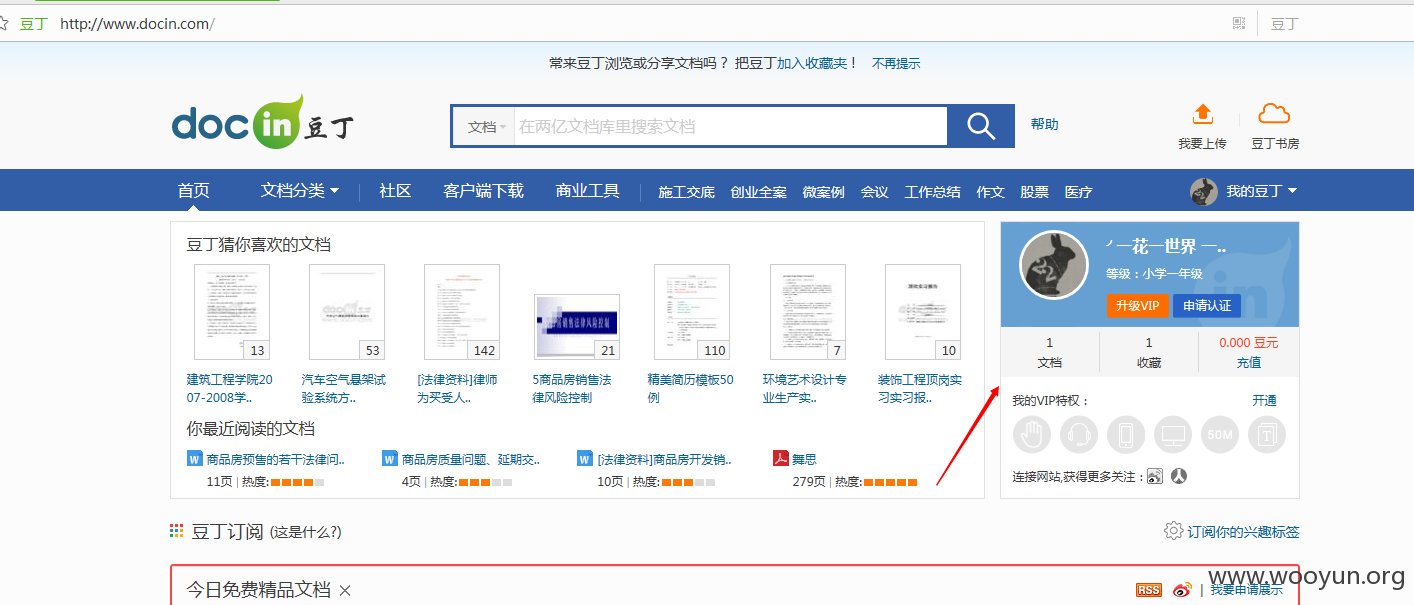 豆丁 http://www.docin.com/ 豆丁
常来豆丁浏览或分享文档吗？ 把豆丁加入收藏夹！ 不再提示
docin豆丁 文档 在两亿文档库里搜索文档 帮助 我要上传 豆丁书房
首页 文档分类 社区 客户端下载 商业工具 施工交底 创业全案 微案例 会议 工作总结 作文 股票 医疗 我的豆丁
豆丁猜你喜欢的文档
13 53 142 21 110 7 10
建筑工程学院20 汽车空气悬架试 [法律资料]律师 5商品房销售法 精美简历模板50 环境艺术设计专 装饰工程顶岗实
07-2008学.. 验系统方.. 为买受人.. 律风险控制 例 业生产实.. 习实习报..
你最近阅读的文档
商品房预售的若干法律问.. 商品房质量问题、延期交.. [法律资料]商品房开发销.. 舞思
11页 | 热度: 4页 | 热度: 10页 | 热度: 279页 | 热度:
╯一花一世界 一..
等级：小学一年级
升级VIP 申请认证
1 1 0.000 豆元
文档 收藏 充值
我的VIP特权： 开通
50M T
连接网站,获得更多关注：
豆丁订阅 (这是什么?) 订阅你的兴趣标签
今日免费精品文档 × RSS | 我要申请展示
www.wooyun.org